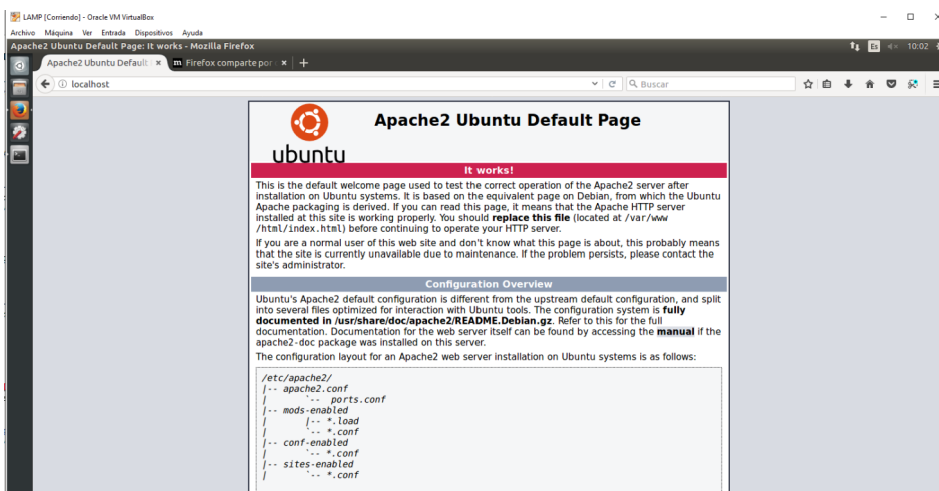 LAMP [Corriendo] - Oracle VM VirtualBox
Archivo Máquina Ver Entrada Dispositivos Ayuda
Apache2 Ubuntu Default Page: It works - Mozilla Firefox
Es
10:02
Apache2 Ubuntu Default
Firefox comparte por
localhost
Buscar
ubuntu
Apache2 Ubuntu Default Page
It works!
This is the default welcome page used to test the correct operation of the Apache2 server after
installation on Ubuntu systems. It is based on the equivalent page on Debian, from which the Ubuntu
Apache packaging is derived. If you can read this page, it means that the Apache HTTP server
installed at this site is working properly. You should replace this file (located at /var/www
/html/index.html) before continuing to operate your HTTP server.
If you are a normal user of this web site and don't know what this page is about, this probably means
that the site is currently unavailable due to maintenance. If the problem persists, please contact the
site's administrator.
Configuration Overview
Ubuntu's Apache2 default configuration is different from the upstream default configuration, and split
into several files optimized for interaction with Ubuntu tools. The configuration system is fully
documented in /usr/share/doc/apache2/README.Debian.gz. Refer to this for the full
documentation. Documentation for the web server itself can be found by accessing the manual if the
apache2-doc package was installed on this server.
The configuration layout for an Apache2 web server installation on Ubuntu systems is as follows:
/etc/apache2/
|-- apache2.conf
|       `--  ports.conf
|-- mods-enabled
|       |-- *.load
|       `-- *.conf
|-- conf-enabled
|       `-- *.conf
|-- sites-enabled
|       `-- *.conf